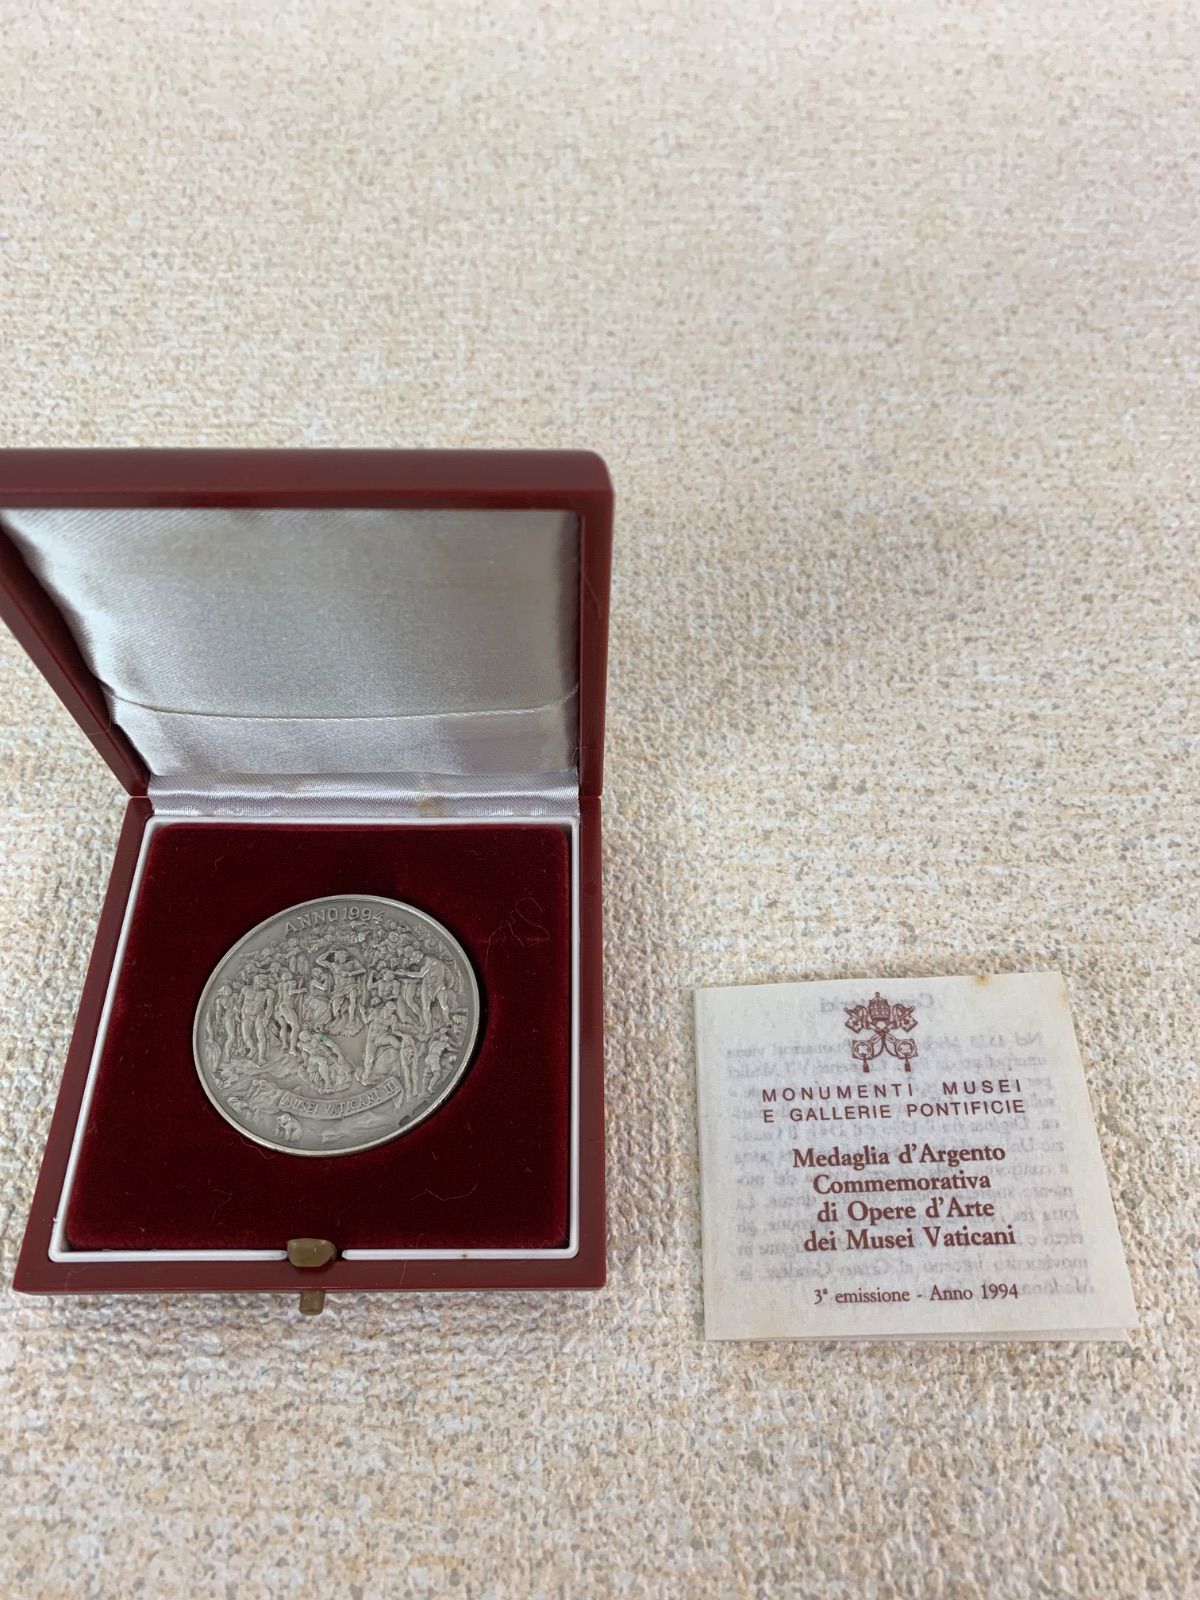 ANNO 1994
MUSEI VATICANI III
MONUMENTI MUSEI
E GALLERIE PONTIFICIE
Medaglia d'Argento
Commemorativa
di Opere d'Arte
dei Musei Vaticani
3ª emissione - Anno 1994